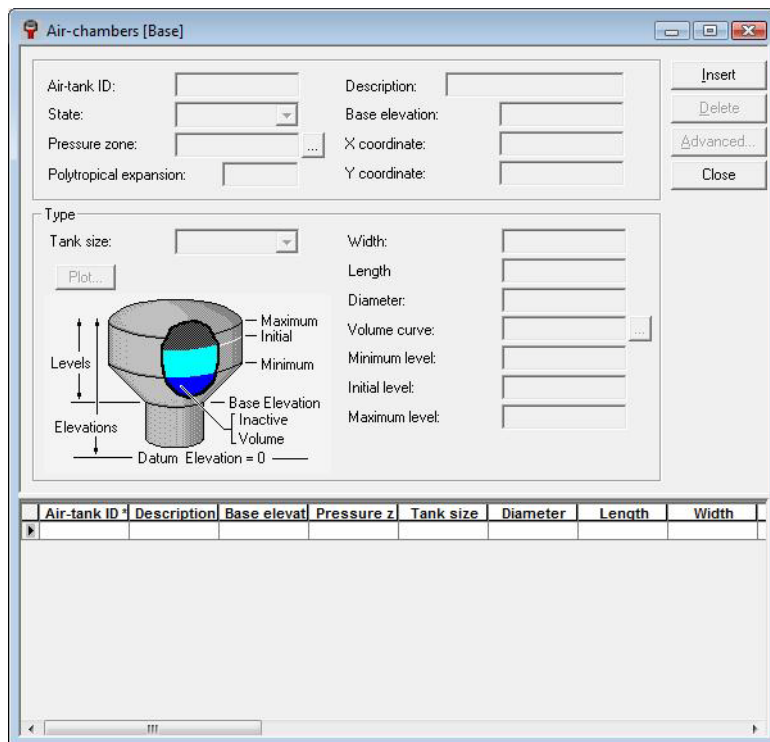 Air-chambers [Base]
Air-tank ID:
Description:
Insert
State:
Base elevation:
Delete
Pressure zone:
...
X coordinate:
Advanced...
Polytropical expansion:
Y coordinate:
Close
Type
Tank size:
Width:
Plot...
Length
Diameter:
Volume curve:
...
Minimum level:
Initial level:
Maximum level:
Maximum
Initial
Levels
Minimum
Base Elevation
Elevations
Inactive
Volume
Datum Elevation = 0
Air-tank ID * Description Base elevat Pressure z Tank size Diameter Length Width